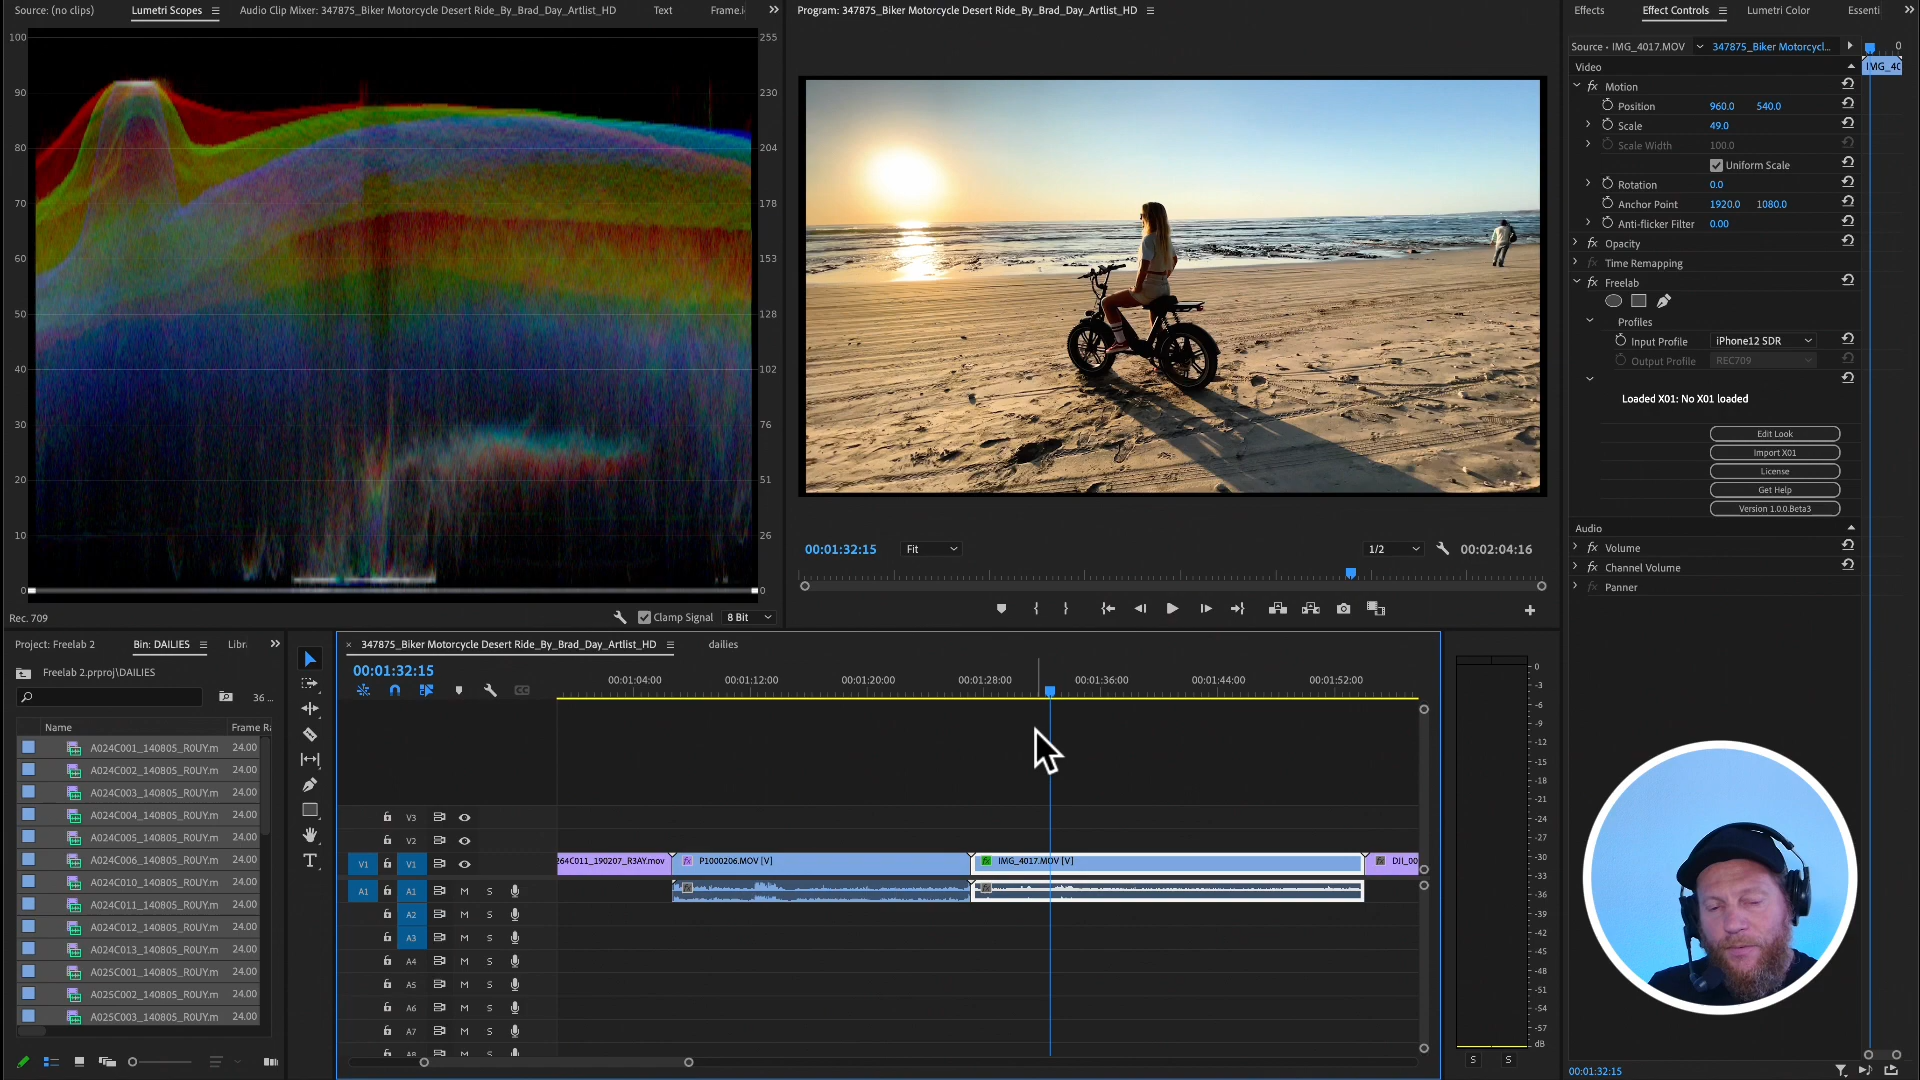 Source: (no clips)
Lumetri Scopes
Audio Clip Mixer: 347875_Biker Motorcycle Desert Ride_By_Brad_Day_Artlist_HD
Text
Frame.i
100
90
80
70
60
50
40
30
20
10
0
255
230
204
178
153
128
102
76
51
26
0
Rec. 709
Clamp Signal
8 Bit
Program: 347875_Biker Motorcycle Desert Ride_By_Brad_Day_Artlist_HD
00:01:32:15
Fit
1/2
00:02:04:16
Effects
Effect Controls
Lumetri Color
Essenti
Source • IMG_4017.MOV
347875_Biker Motorcycl...
0
IMG_40
Video
fx Motion
Position 960.0 540.0
Scale 49.0
Scale Width 100.0
Uniform Scale
Rotation 0.0
Anchor Point 1920.0 1080.0
Anti-flicker Filter 0.00
fx Opacity
fx Time Remapping
fx Freelab
Profiles
Input Profile iPhone12 SDR
Output Profile REC709
Loaded X01: No X01 loaded
Edit Look
Import X01
License
Get Help
Version 1.0.0.Beta3
Audio
fx Volume
fx Channel Volume
fx Panner
00:01:32:15
Project: Freelab 2
Bin: DAILIES
Libr
Freelab 2.prproj\DAILIES
36 ...
Name Frame Ra
A024C001_140805_R0UY.m 24.00
A024C002_140805_R0UY.m 24.00
A024C003_140805_R0UY.m 24.00
A024C004_140805_R0UY.m 24.00
A024C005_140805_R0UY.m 24.00
A024C006_140805_R0UY.m 24.00
A024C010_140805_R0UY.m 24.00
A024C011_140805_R0UY.m 24.00
A024C012_140805_R0UY.m 24.00
A024C013_140805_R0UY.m 24.00
A025C001_140805_R0UY.m 24.00
A025C002_140805_R0UY.m 24.00
A025C003_140805_R0UY.m 24.00
T
× 347875_Biker Motorcycle Desert Ride_By_Brad_Day_Artlist_HD
dailies
00:01:32:15
00:01:04:00 00:01:12:00 00:01:20:00 00:01:28:00 00:01:36:00 00:01:44:00 00:01:52:00
V3
V2
V1 V1
264C011_190207_R3AY.mov
fx P1000206.MOV [V]
fx IMG_4017.MOV [V]
fx DJI_00
A1 A1 M S
A2 M S
A3 M S
A4 M S
A5 M S
A6 M S
A7 M S
A8 M S
0
-3
-6
-9
-12
-15
-18
-21
-24
-27
-30
-33
-36
-39
-42
-45
-48
-51
-54
-57
dB
S S